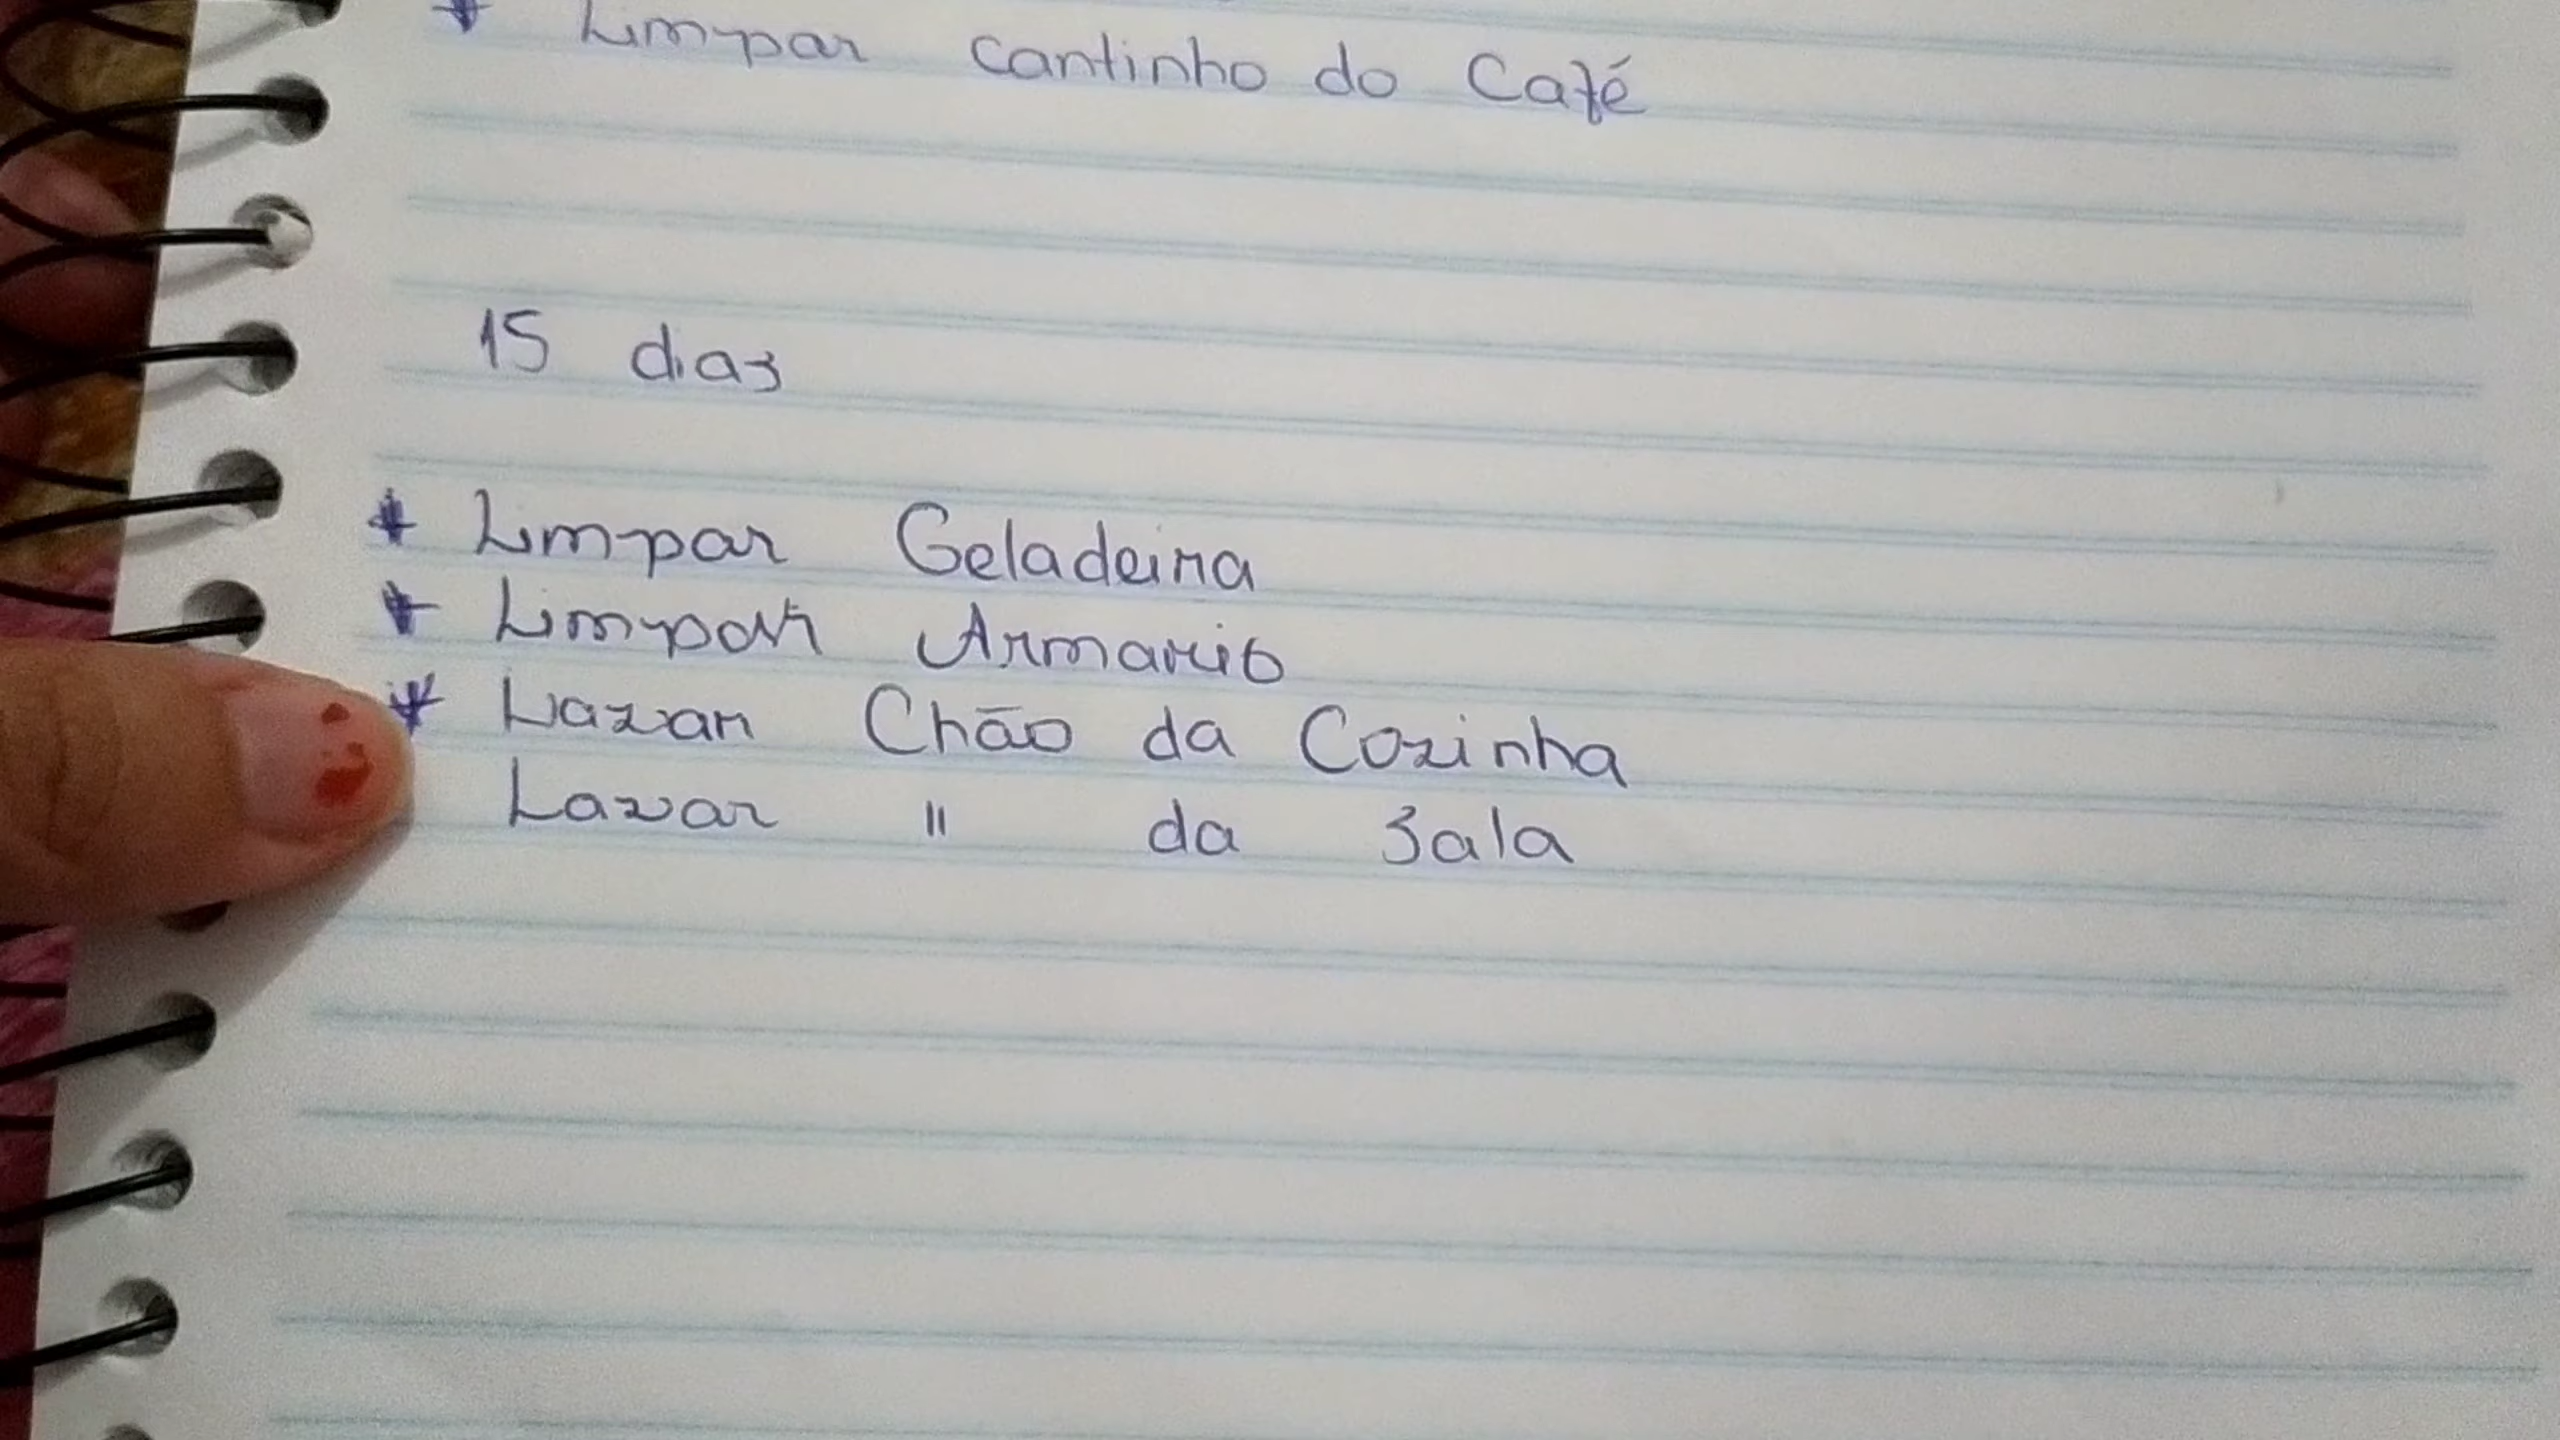 * Limpar cantinho do Café
15 dias
* Limpar Geladeira
* Limpar Armario
* Lavar Chão da Cozinha
Lavar " da Sala